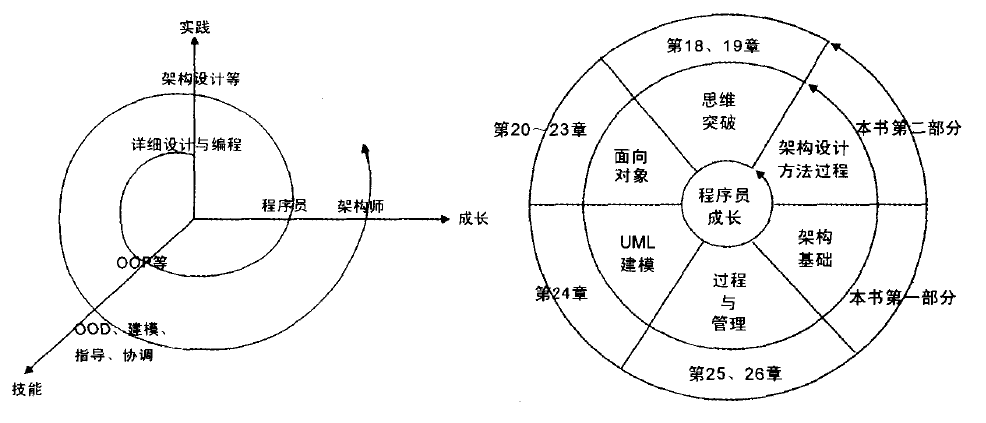 实践
架构设计等
详细设计与编程
程序员
架构师
成长
OOP等
OOD、建模、
指导、协调
技能
第18、19章
思维
突破
第20～23章
本书第二部分
面向
对象
架构设计
方法过程
程序员
成长
UML
建模
架构
基础
过程
与
管理
第24章
本书第一部分
第25、26章